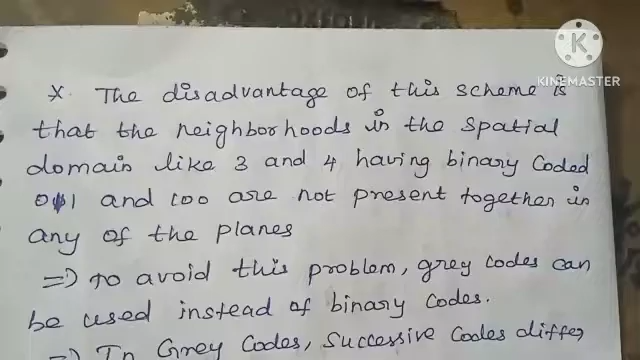 K
KINEMASTER
* The disadvantage of this scheme is
that the neighborhoods in the spatial
domain like 3 and 4 having binary coded
011 and 100 are not present together in
any of the planes
=) to avoid this problem, grey codes can
be used instead of binary codes.
=) In Grey Codes, successive codes differ